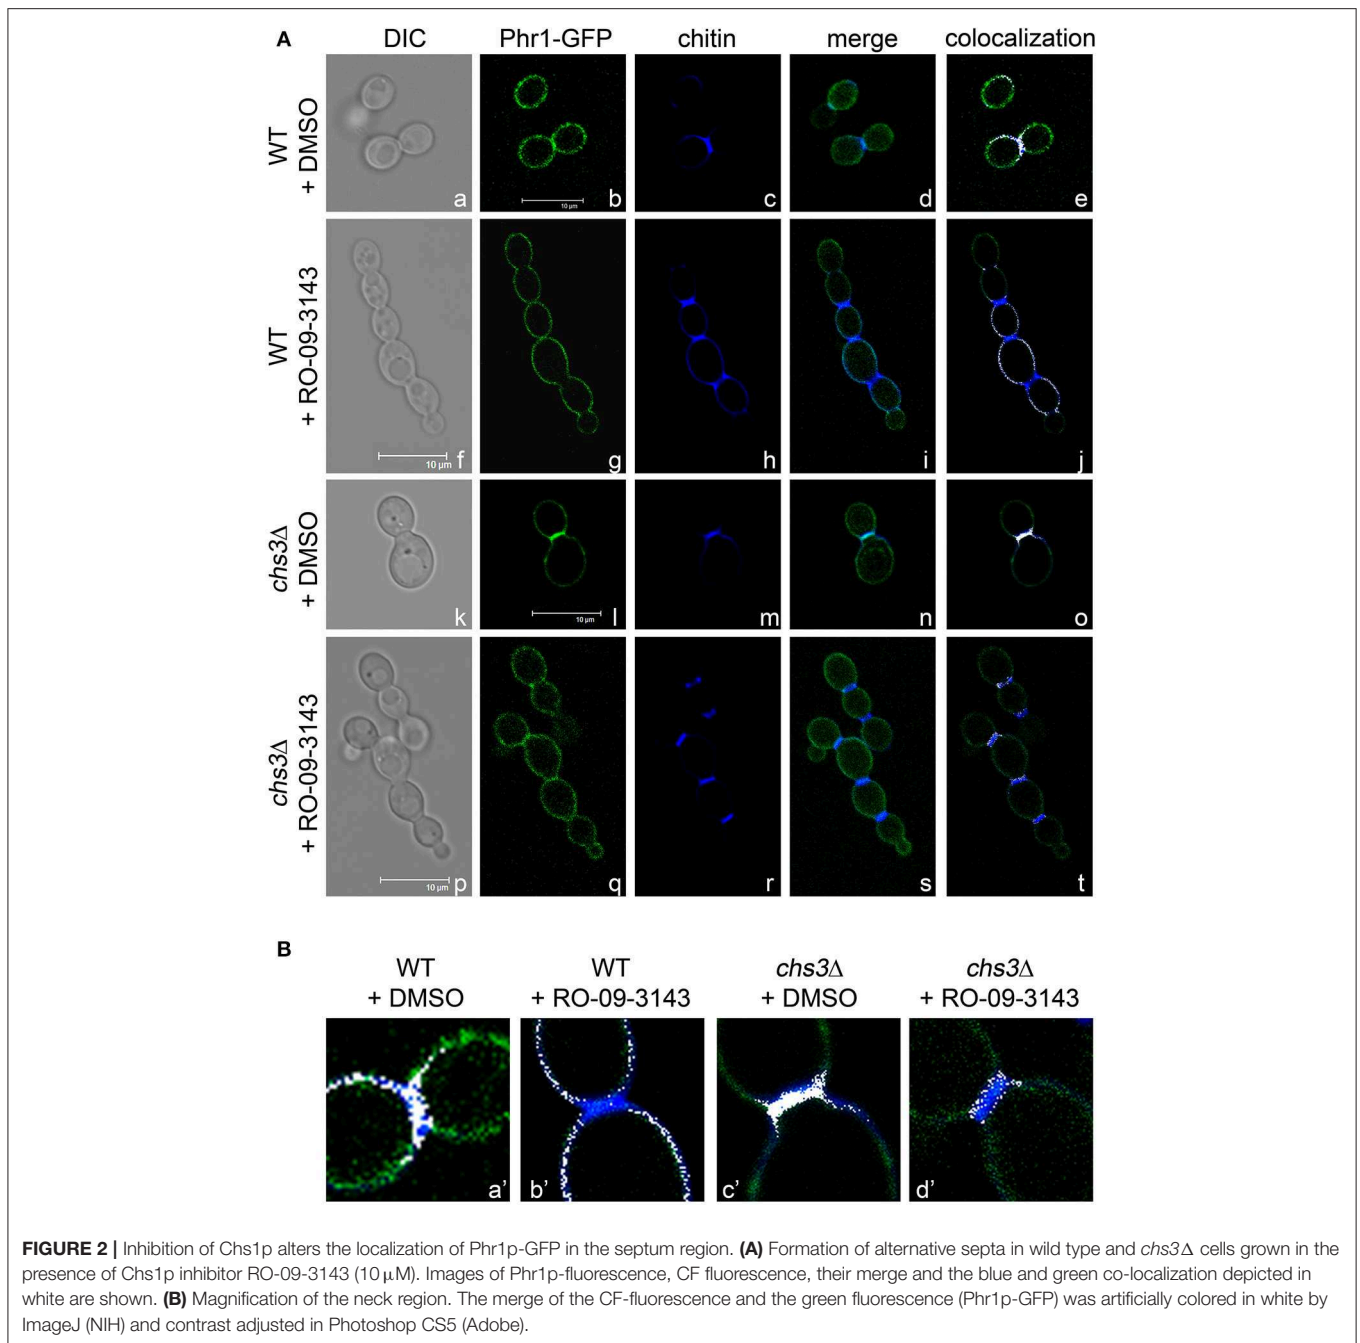 A
DIC Phr1-GFP chitin merge colocalization
WT
+ DMSO
a b c d e
10 µm
WT
+ RO-09-3143
f g h i j
10 µm
chs3Δ
+ DMSO
k l m n o
10 µm
chs3Δ
+ RO-09-3143
p q r s t
10 µm
B
WT
+ DMSO
WT
+ RO-09-3143
chs3Δ
+ DMSO
chs3Δ
+ RO-09-3143
a' b' c' d'
FIGURE 2 | Inhibition of Chs1p alters the localization of Phr1p-GFP in the septum region. (A) Formation of alternative septa in wild type and chs3Δ cells grown in the
presence of Chs1p inhibitor RO-09-3143 (10 µM). Images of Phr1p-fluorescence, CF fluorescence, their merge and the blue and green co-localization depicted in
white are shown. (B) Magnification of the neck region. The merge of the CF-fluorescence and the green fluorescence (Phr1p-GFP) was artificially colored in white by
ImageJ (NIH) and contrast adjusted in Photoshop CS5 (Adobe).